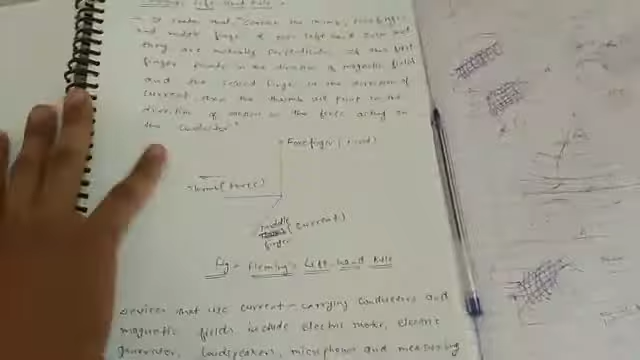 Left Hand Rule :
It states that "stretch the thumb, forefinger
and middle finger of your left hand such that
they are mutually perpendicular. If the first
finger points in the direction of magnetic field
and the second finger in the direction of
current, then the thumb will point in the
direction of motion or the force acting on
the conductor"
Forefinger (Field)
Thumb (Force)
middle (current)
finger
Fig - Fleming's Left-hand Rule
Devices that use current-carrying conductors and
magnetic fields include electric motor, electric
generator, loudspeakers, microphones and measuring